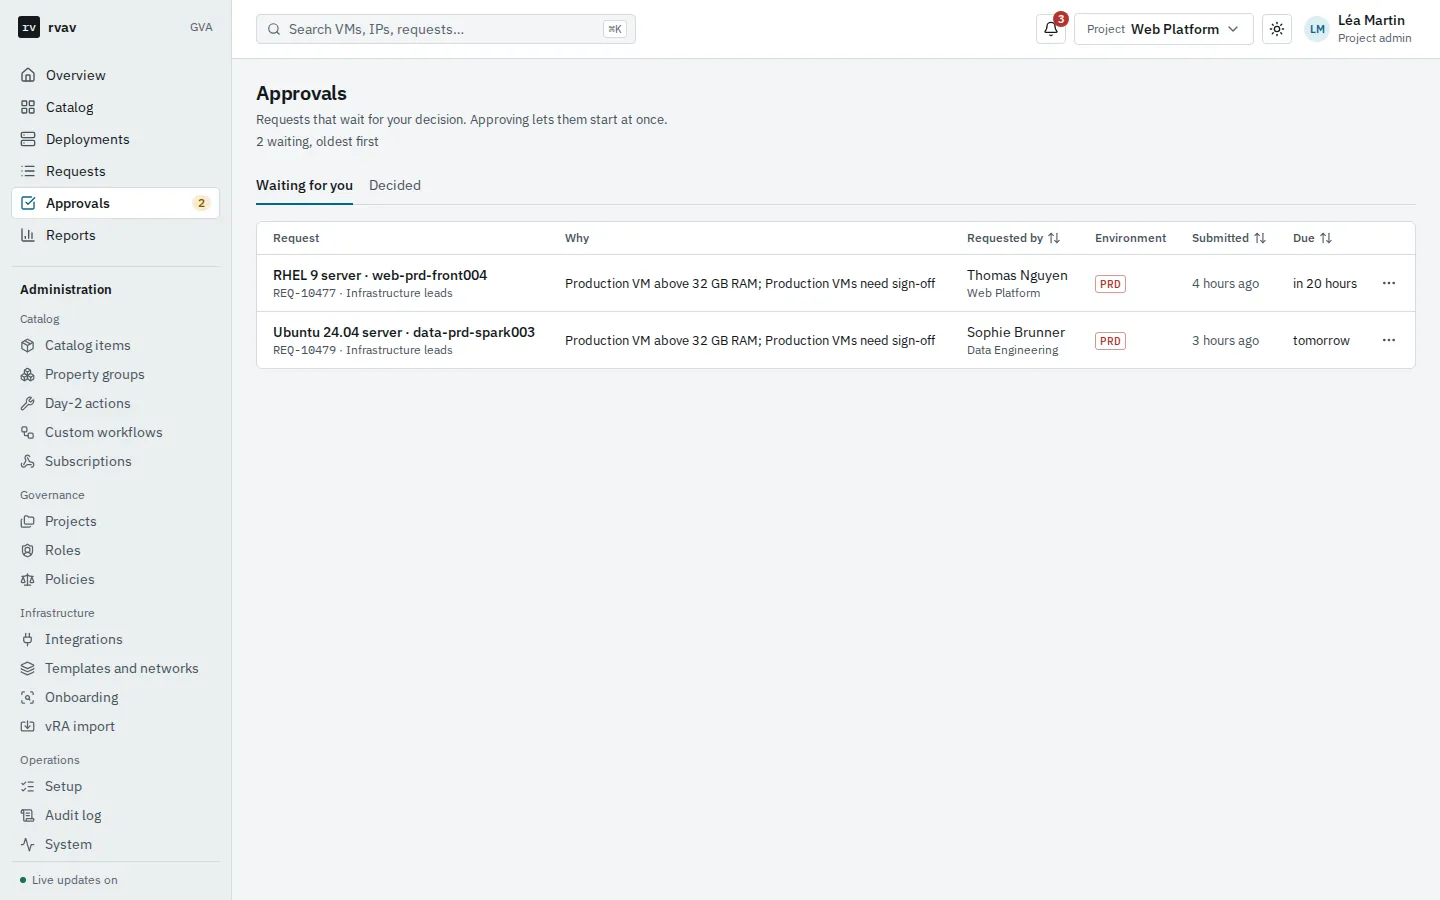 rv rvav GVA
Search VMs, IPs, requests... ⌘K
3
Project Web Platform
LM
Léa Martin
Project admin
Overview
Catalog
Deployments
Requests
Approvals 2
Reports
Administration
Catalog
Catalog items
Property groups
Day-2 actions
Custom workflows
Subscriptions
Governance
Projects
Roles
Policies
Infrastructure
Integrations
Templates and networks
Onboarding
vRA import
Operations
Setup
Audit log
System
Live updates on
Approvals
Requests that wait for your decision. Approving lets them start at once.
2 waiting, oldest first
Waiting for you Decided
Request Why Requested by Environment Submitted Due
RHEL 9 server · web-prd-front004
REQ-10477 · Infrastructure leads
Production VM above 32 GB RAM; Production VMs need sign-off
Thomas Nguyen
Web Platform
PRD
4 hours ago
in 20 hours
Ubuntu 24.04 server · data-prd-spark003
REQ-10479 · Infrastructure leads
Production VM above 32 GB RAM; Production VMs need sign-off
Sophie Brunner
Data Engineering
PRD
3 hours ago
tomorrow